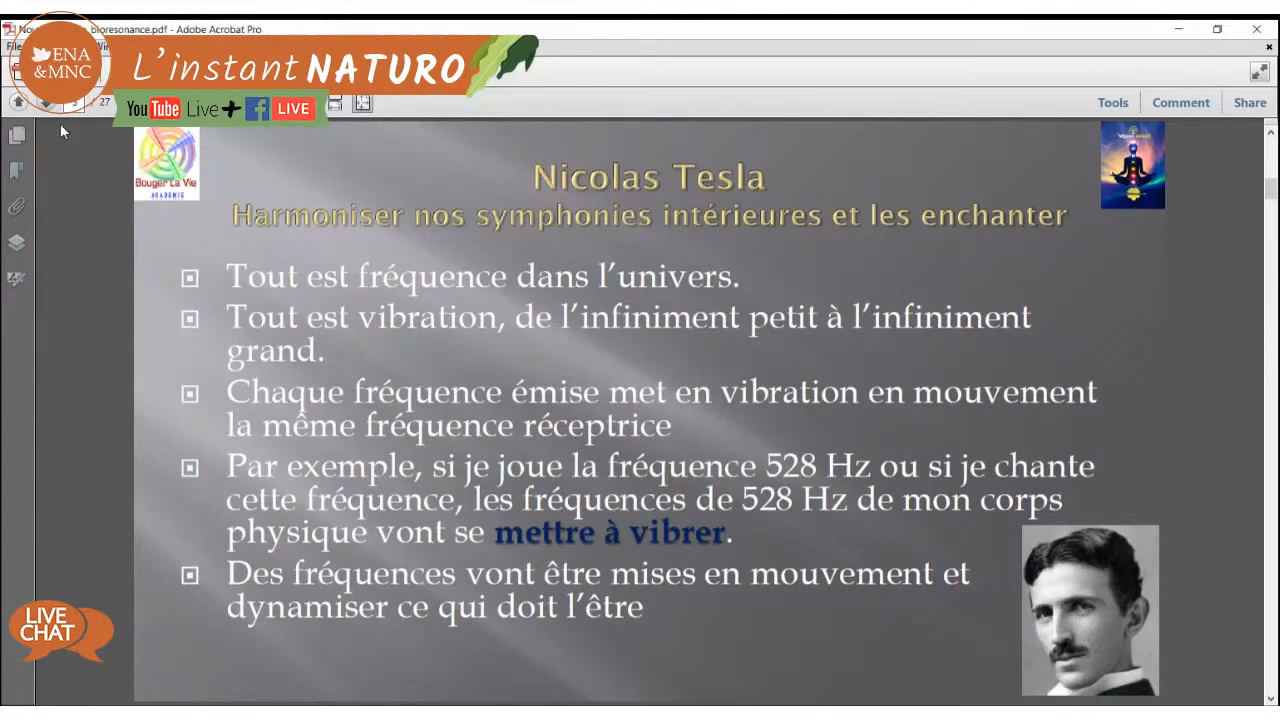 bioresonance.pdf - Adobe Acrobat Pro
ENA
&MNC
L'instant NATURO
YouTube Live + f LIVE
/ 27
Tools
Comment
Share
Bouger La Vie
ACADEMIE
Nicolas Tesla
Harmoniser nos symphonies intérieures et les enchanter
Tout est fréquence dans l'univers.
Tout est vibration, de l'infiniment petit à l'infiniment
grand.
Chaque fréquence émise met en vibration en mouvement
la même fréquence réceptrice
Par exemple, si je joue la fréquence 528 Hz ou si je chante
cette fréquence, les fréquences de 528 Hz de mon corps
physique vont se mettre à vibrer.
Des fréquences vont être mises en mouvement et
dynamiser ce qui doit l'être
LIVE
CHAT